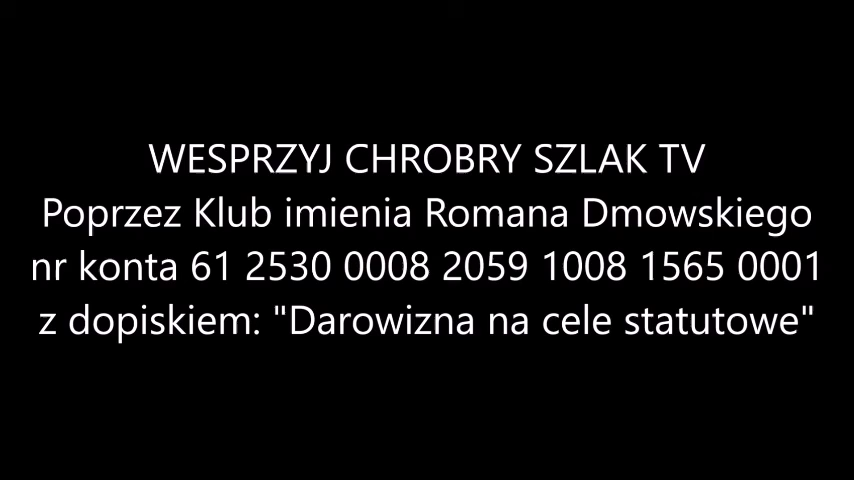 WESPRZYJ CHROBRY SZLAK TV
Poprzez Klub imienia Romana Dmowskiego
nr konta 61 2530 0008 2059 1008 1565 0001
z dopiskiem: "Darowizna na cele statutowe"